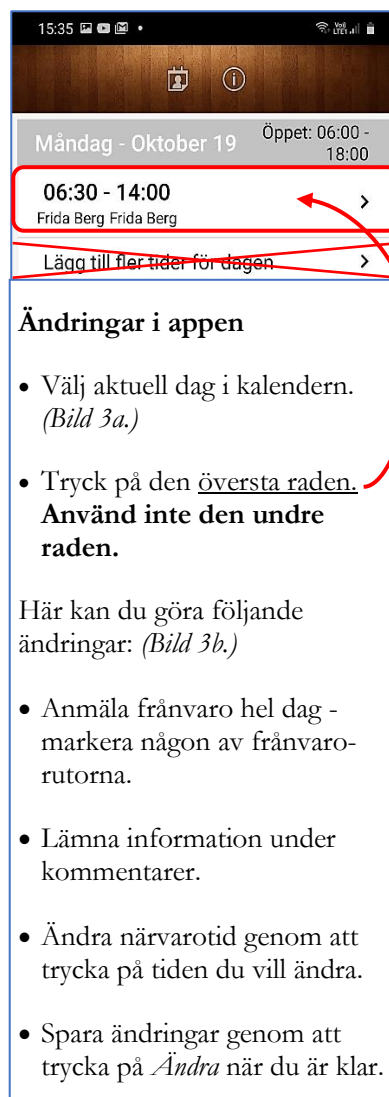 15:35
Måndag - Oktober 19 Öppet: 06:00 -
18:00
06:30 - 14:00
Frida Berg Frida Berg
Lägg till fler tider för dagen
Ändringar i appen
• Välj aktuell dag i kalendern.
(Bild 3a.)
• Tryck på den översta raden.
Använd inte den undre
raden.
Här kan du göra följande
ändringar: (Bild 3b.)
• Anmäla frånvaro hel dag -
markera någon av frånvaro-
rutorna.
• Lämna information under
kommentarer.
• Ändra närvarotid genom att
trycka på tiden du vill ändra.
• Spara ändringar genom att
trycka på Ändra när du är klar.